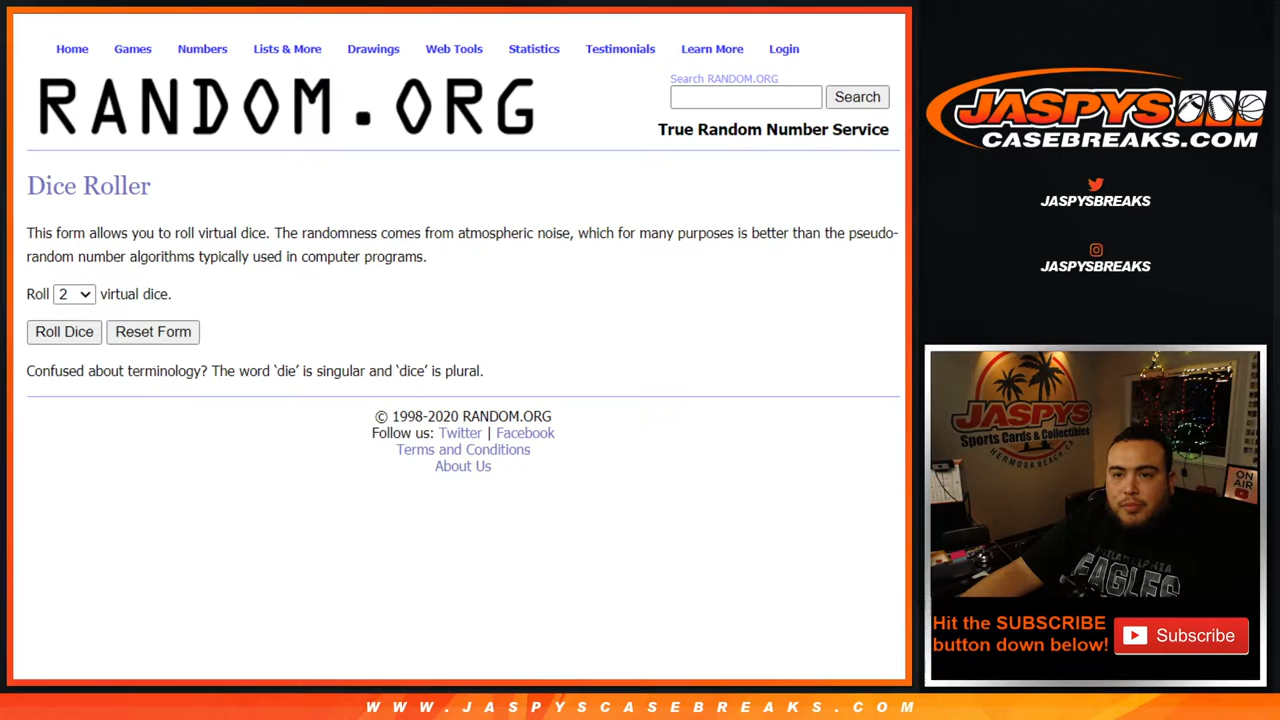 Home Games Numbers Lists & More Drawings Web Tools Statistics Testimonials Learn More Login
RANDOM.ORG
Search RANDOM.ORG
Search
True Random Number Service
Dice Roller
This form allows you to roll virtual dice. The randomness comes from atmospheric noise, which for many purposes is better than the pseudo-
random number algorithms typically used in computer programs.
Roll 2 virtual dice.
Roll Dice Reset Form
Confused about terminology? The word ‘die’ is singular and ‘dice’ is plural.
© 1998-2020 RANDOM.ORG
Follow us: Twitter | Facebook
Terms and Conditions
About Us
JASPYS
CASEBREAKS.COM
JASPYSBREAKS
JASPYSBREAKS
JASPYS
Sports Cards & Collectibles
HERMOSA BEACH, CA
ON
AIR
PHILADELPHIA
EAGLES
Hit the SUBSCRIBE
button down below!
Subscribe
WWW.JASPYSCASEBREAKS.COM